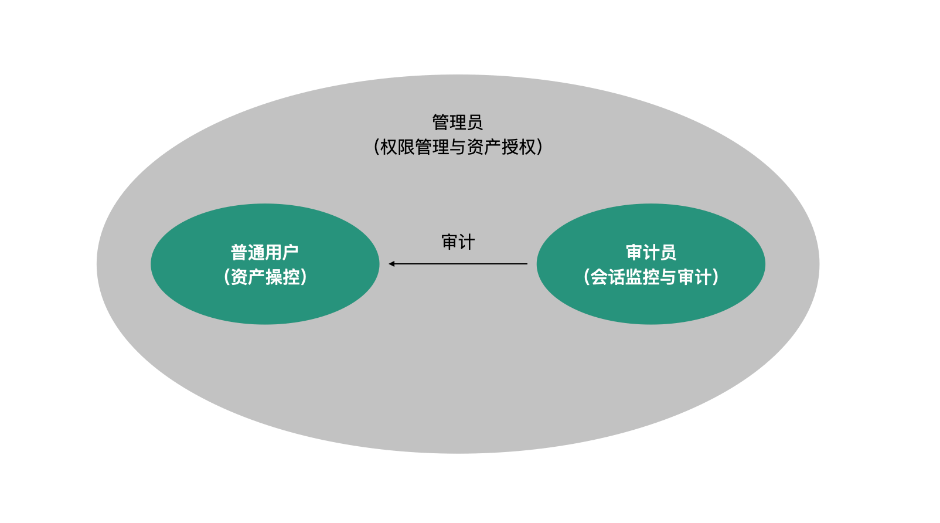 管理员
（权限管理与资产授权）
审计
普通用户
（资产操控）
审计员
（会话监控与审计）